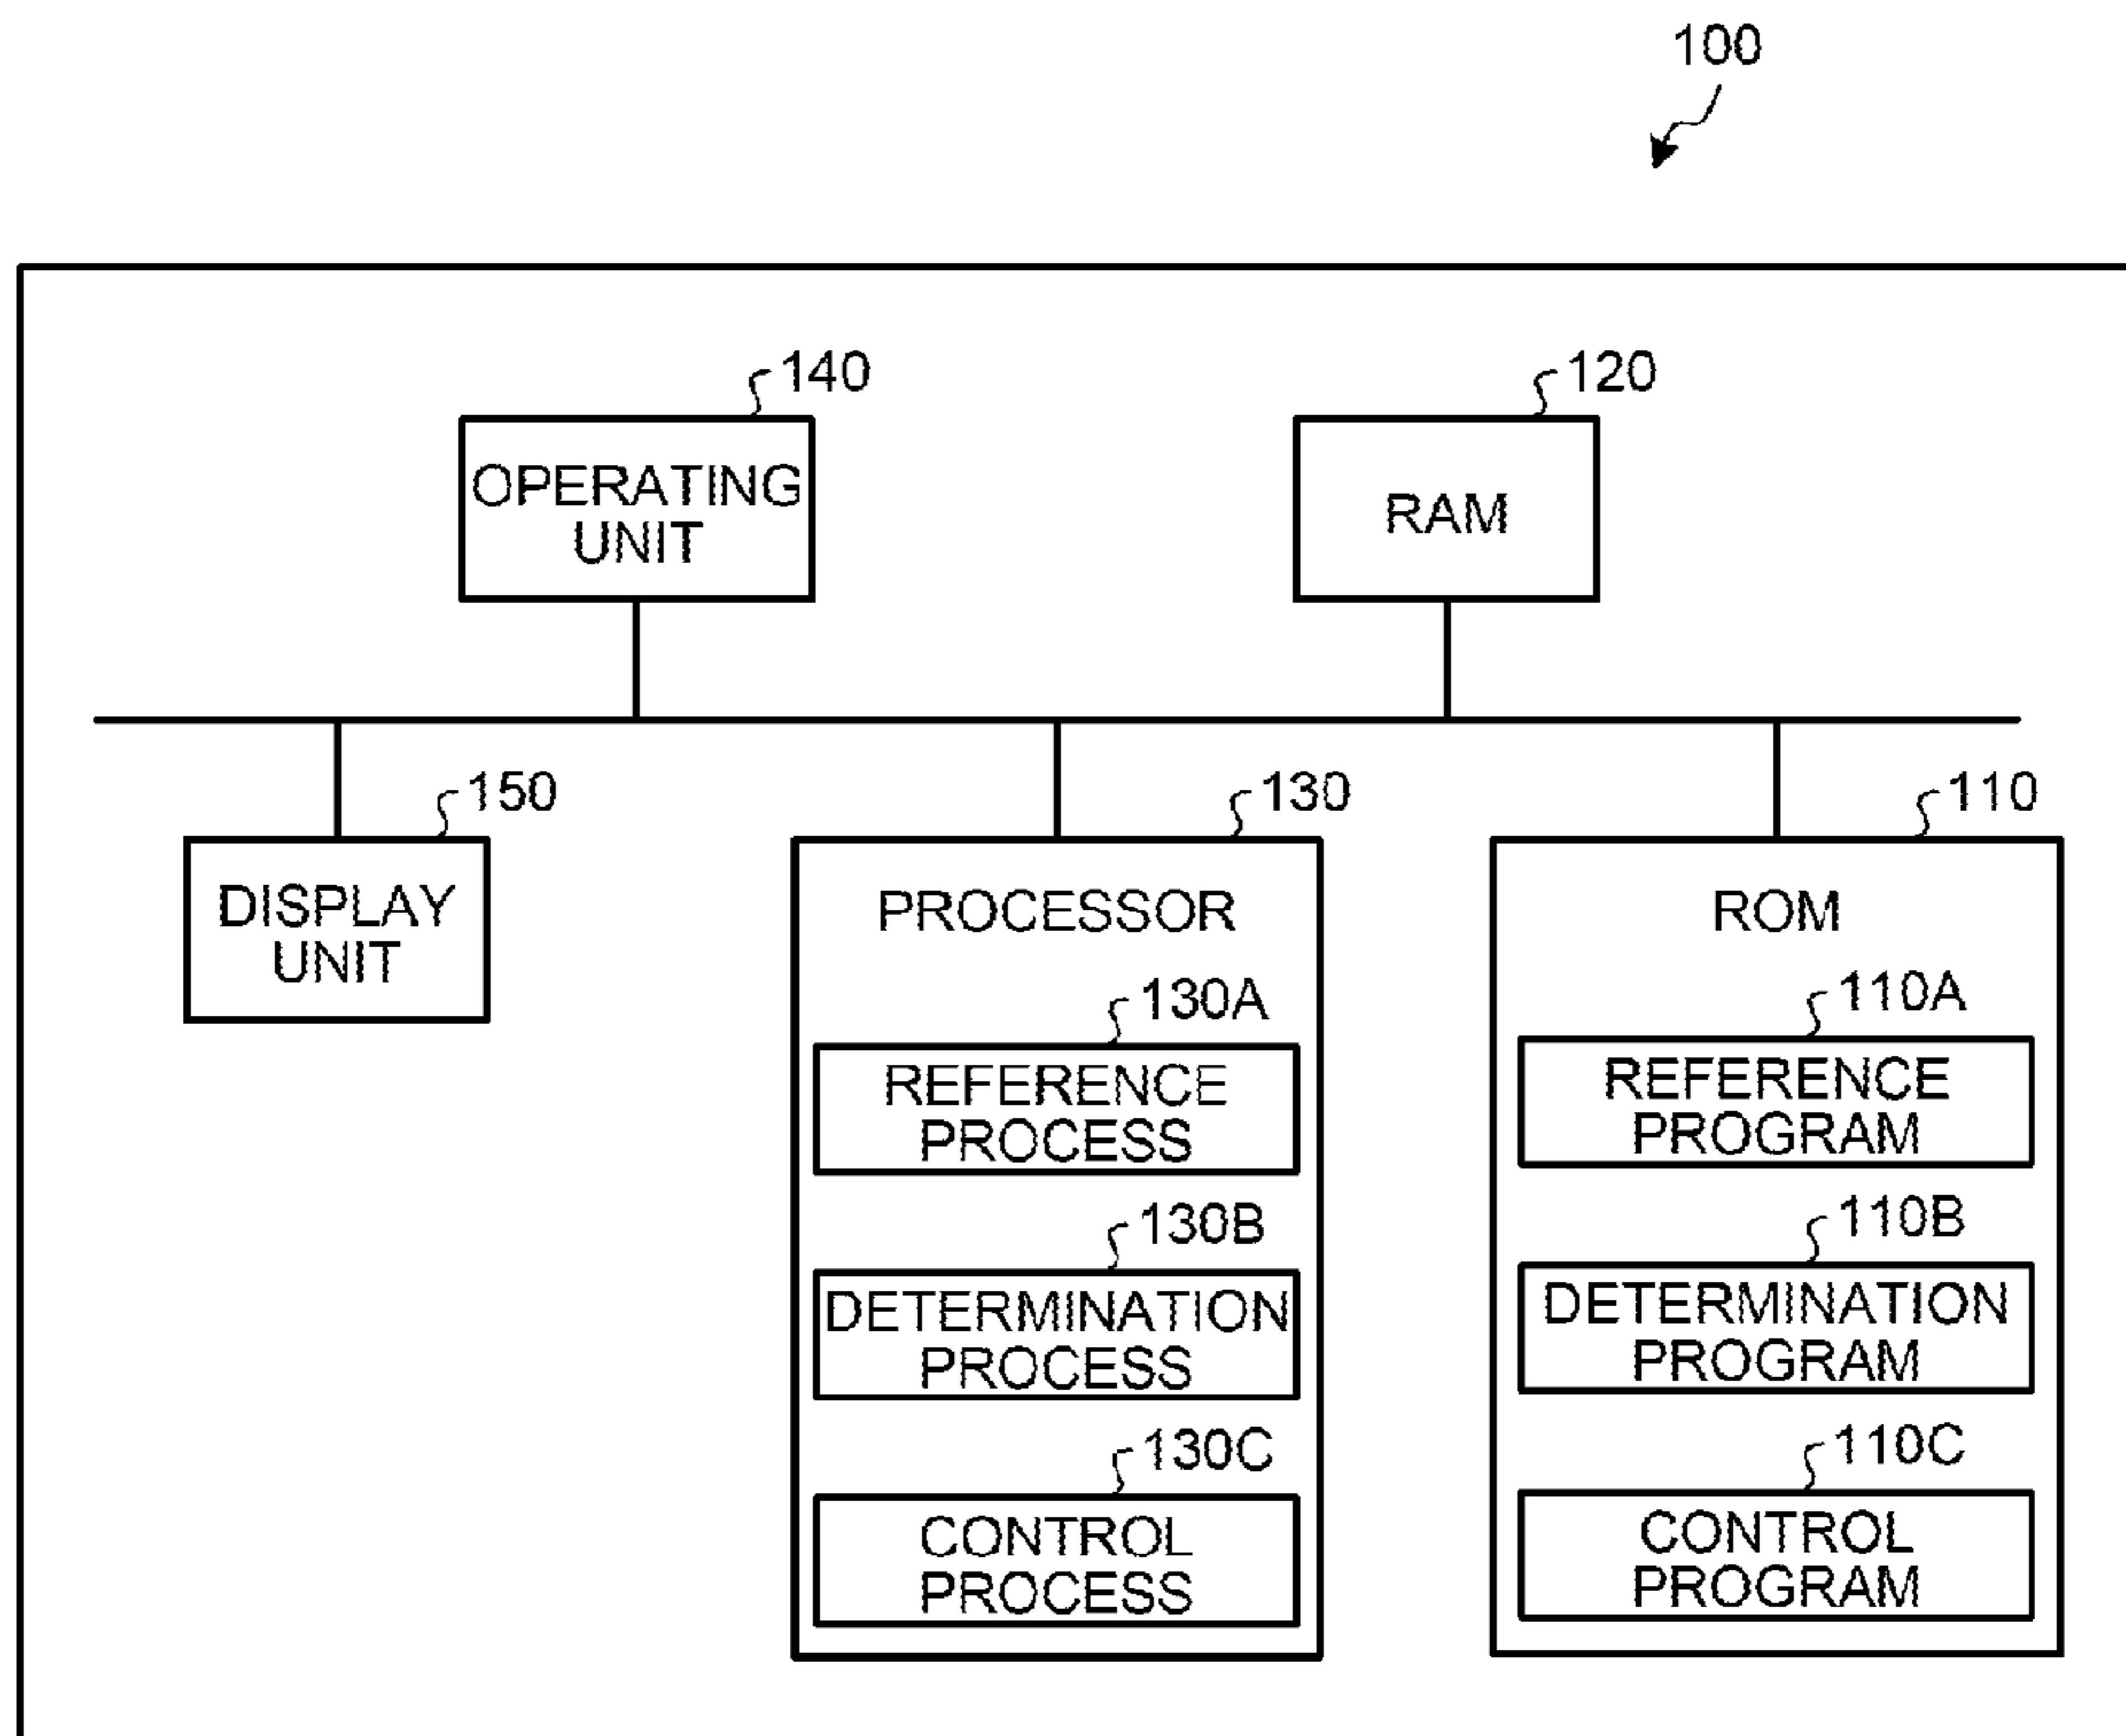 100
140
120
OPERATING
UNIT
RAM
150
130
110
DISPLAY
UNIT
PROCESSOR
ROM
130A
110A
REFERENCE
PROCESS
REFERENCE
PROGRAM
130B
110B
DETERMINATION
PROCESS
DETERMINATION
PROGRAM
130C
110C
CONTROL
PROCESS
CONTROL
PROGRAM